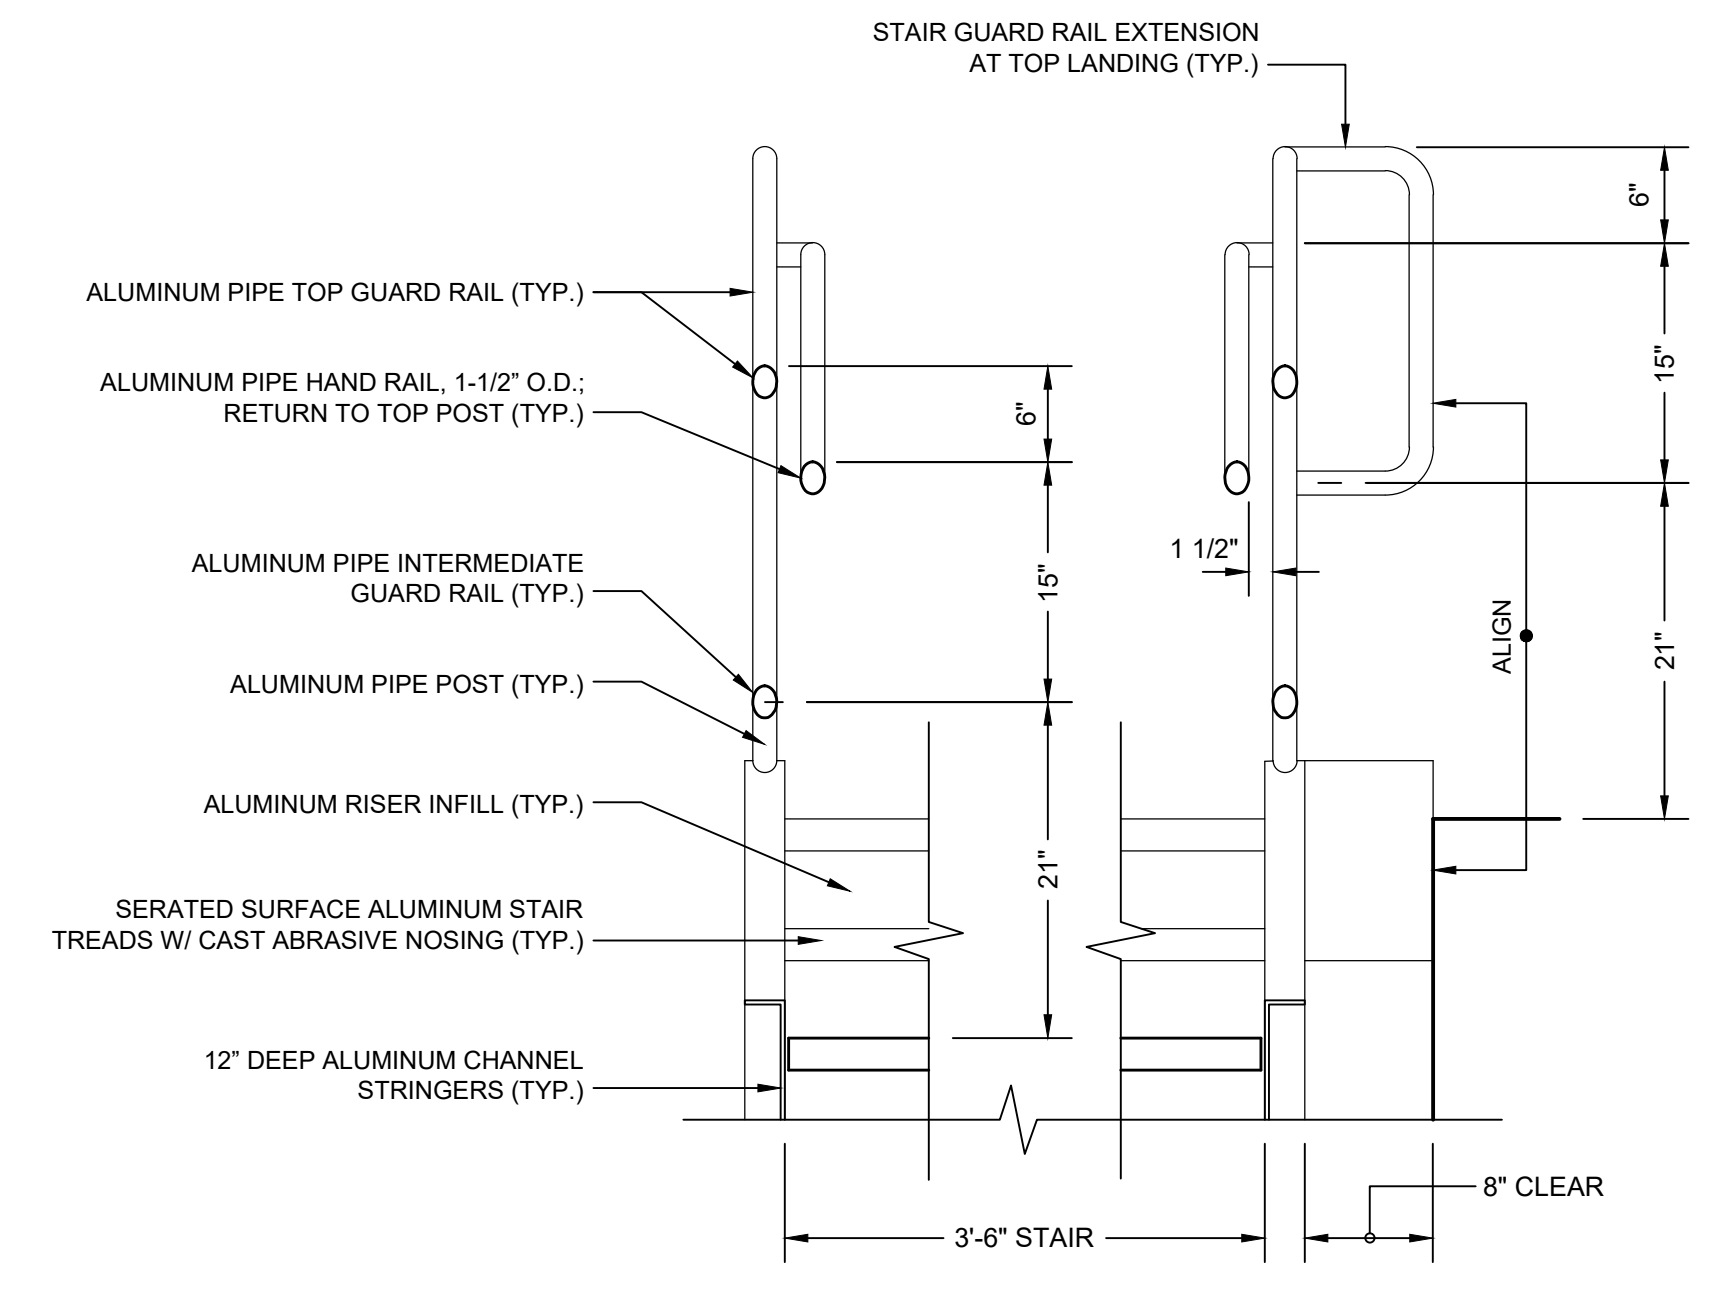 STAIR GUARD RAIL EXTENSION
AT TOP LANDING (TYP.)
6"
15"
21"
ALUMINUM PIPE TOP GUARD RAIL (TYP.)
ALUMINUM PIPE HAND RAIL, 1-1/2” O.D.;
RETURN TO TOP POST (TYP.)
6"
15"
21"
1 1/2"
ALIGN
ALUMINUM PIPE INTERMEDIATE
GUARD RAIL (TYP.)
ALUMINUM PIPE POST (TYP.)
ALUMINUM RISER INFILL (TYP.)
SERATED SURFACE ALUMINUM STAIR
TREADS W/ CAST ABRASIVE NOSING (TYP.)
12” DEEP ALUMINUM CHANNEL
STRINGERS (TYP.)
8" CLEAR
3'-6" STAIR